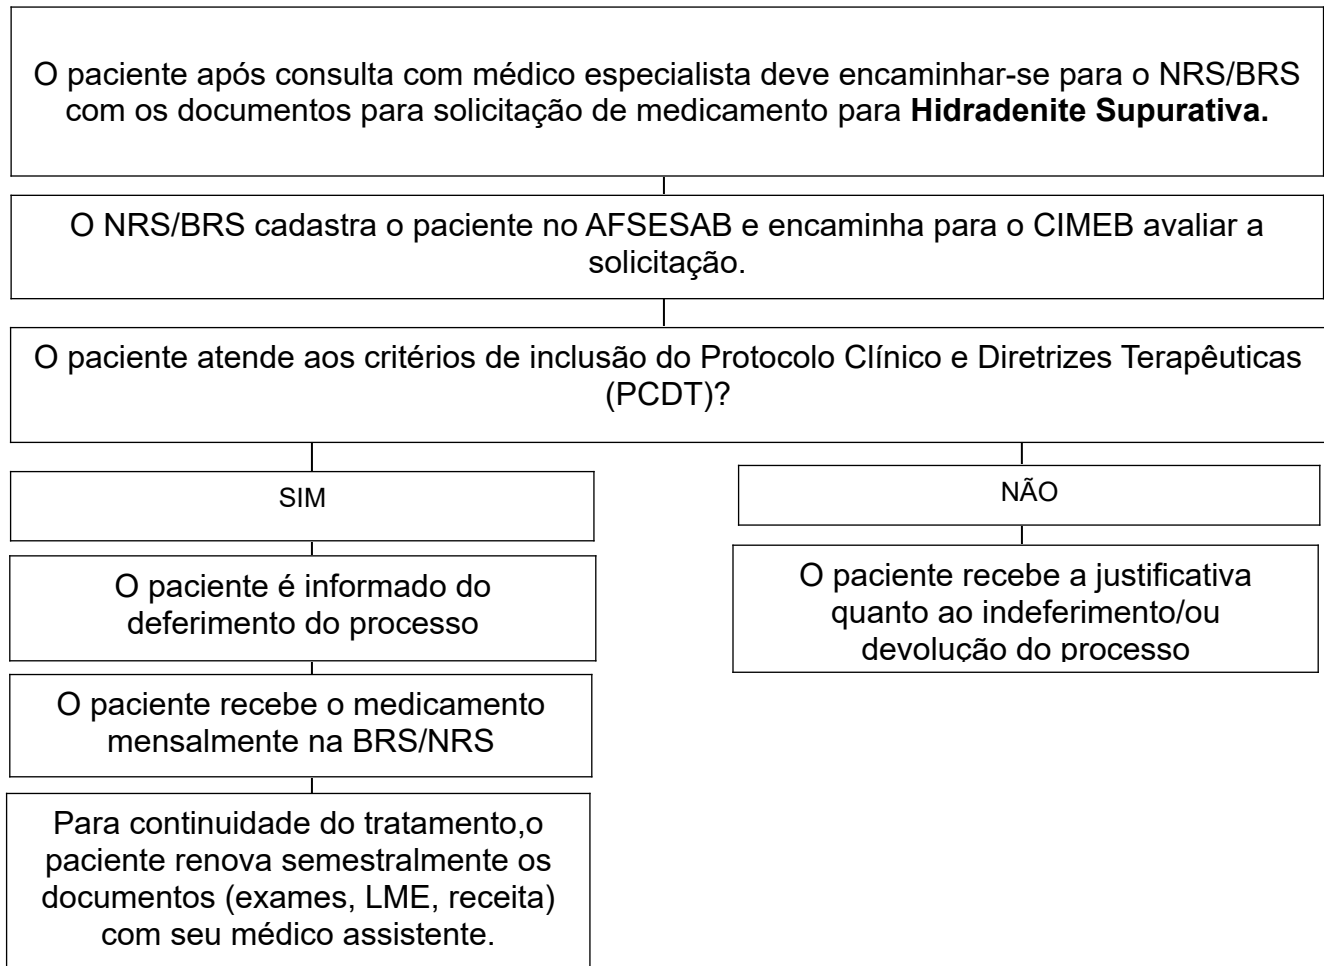 O paciente após consulta com médico especialista deve encaminhar-se para o NRS/BRS
com os documentos para solicitação de medicamento para Hidradenite Supurativa.
O NRS/BRS cadastra o paciente no AFSESAB e encaminha para o CIMEB avaliar a
solicitação.
O paciente atende aos critérios de inclusão do Protocolo Clínico e Diretrizes Terapêuticas
(PCDT)?
SIM
O paciente é informado do
deferimento do processo
O paciente recebe o medicamento
mensalmente na BRS/NRS
Para continuidade do tratamento,o
paciente renova semestralmente os
documentos (exames, LME, receita)
com seu médico assistente.
NÃO
O paciente recebe a justificativa
quanto ao indeferimento/ou
devolução do processo